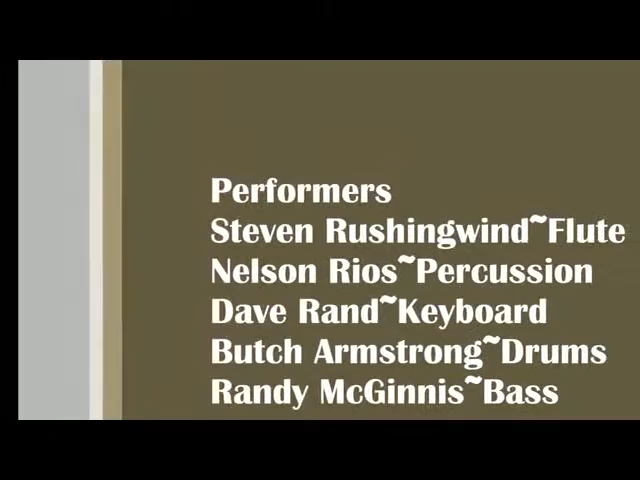 Performers
Steven Rushingwind~Flute
Nelson Rios~Percussion
Dave Rand~Keyboard
Butch Armstrong~Drums
Randy McGinnis~Bass